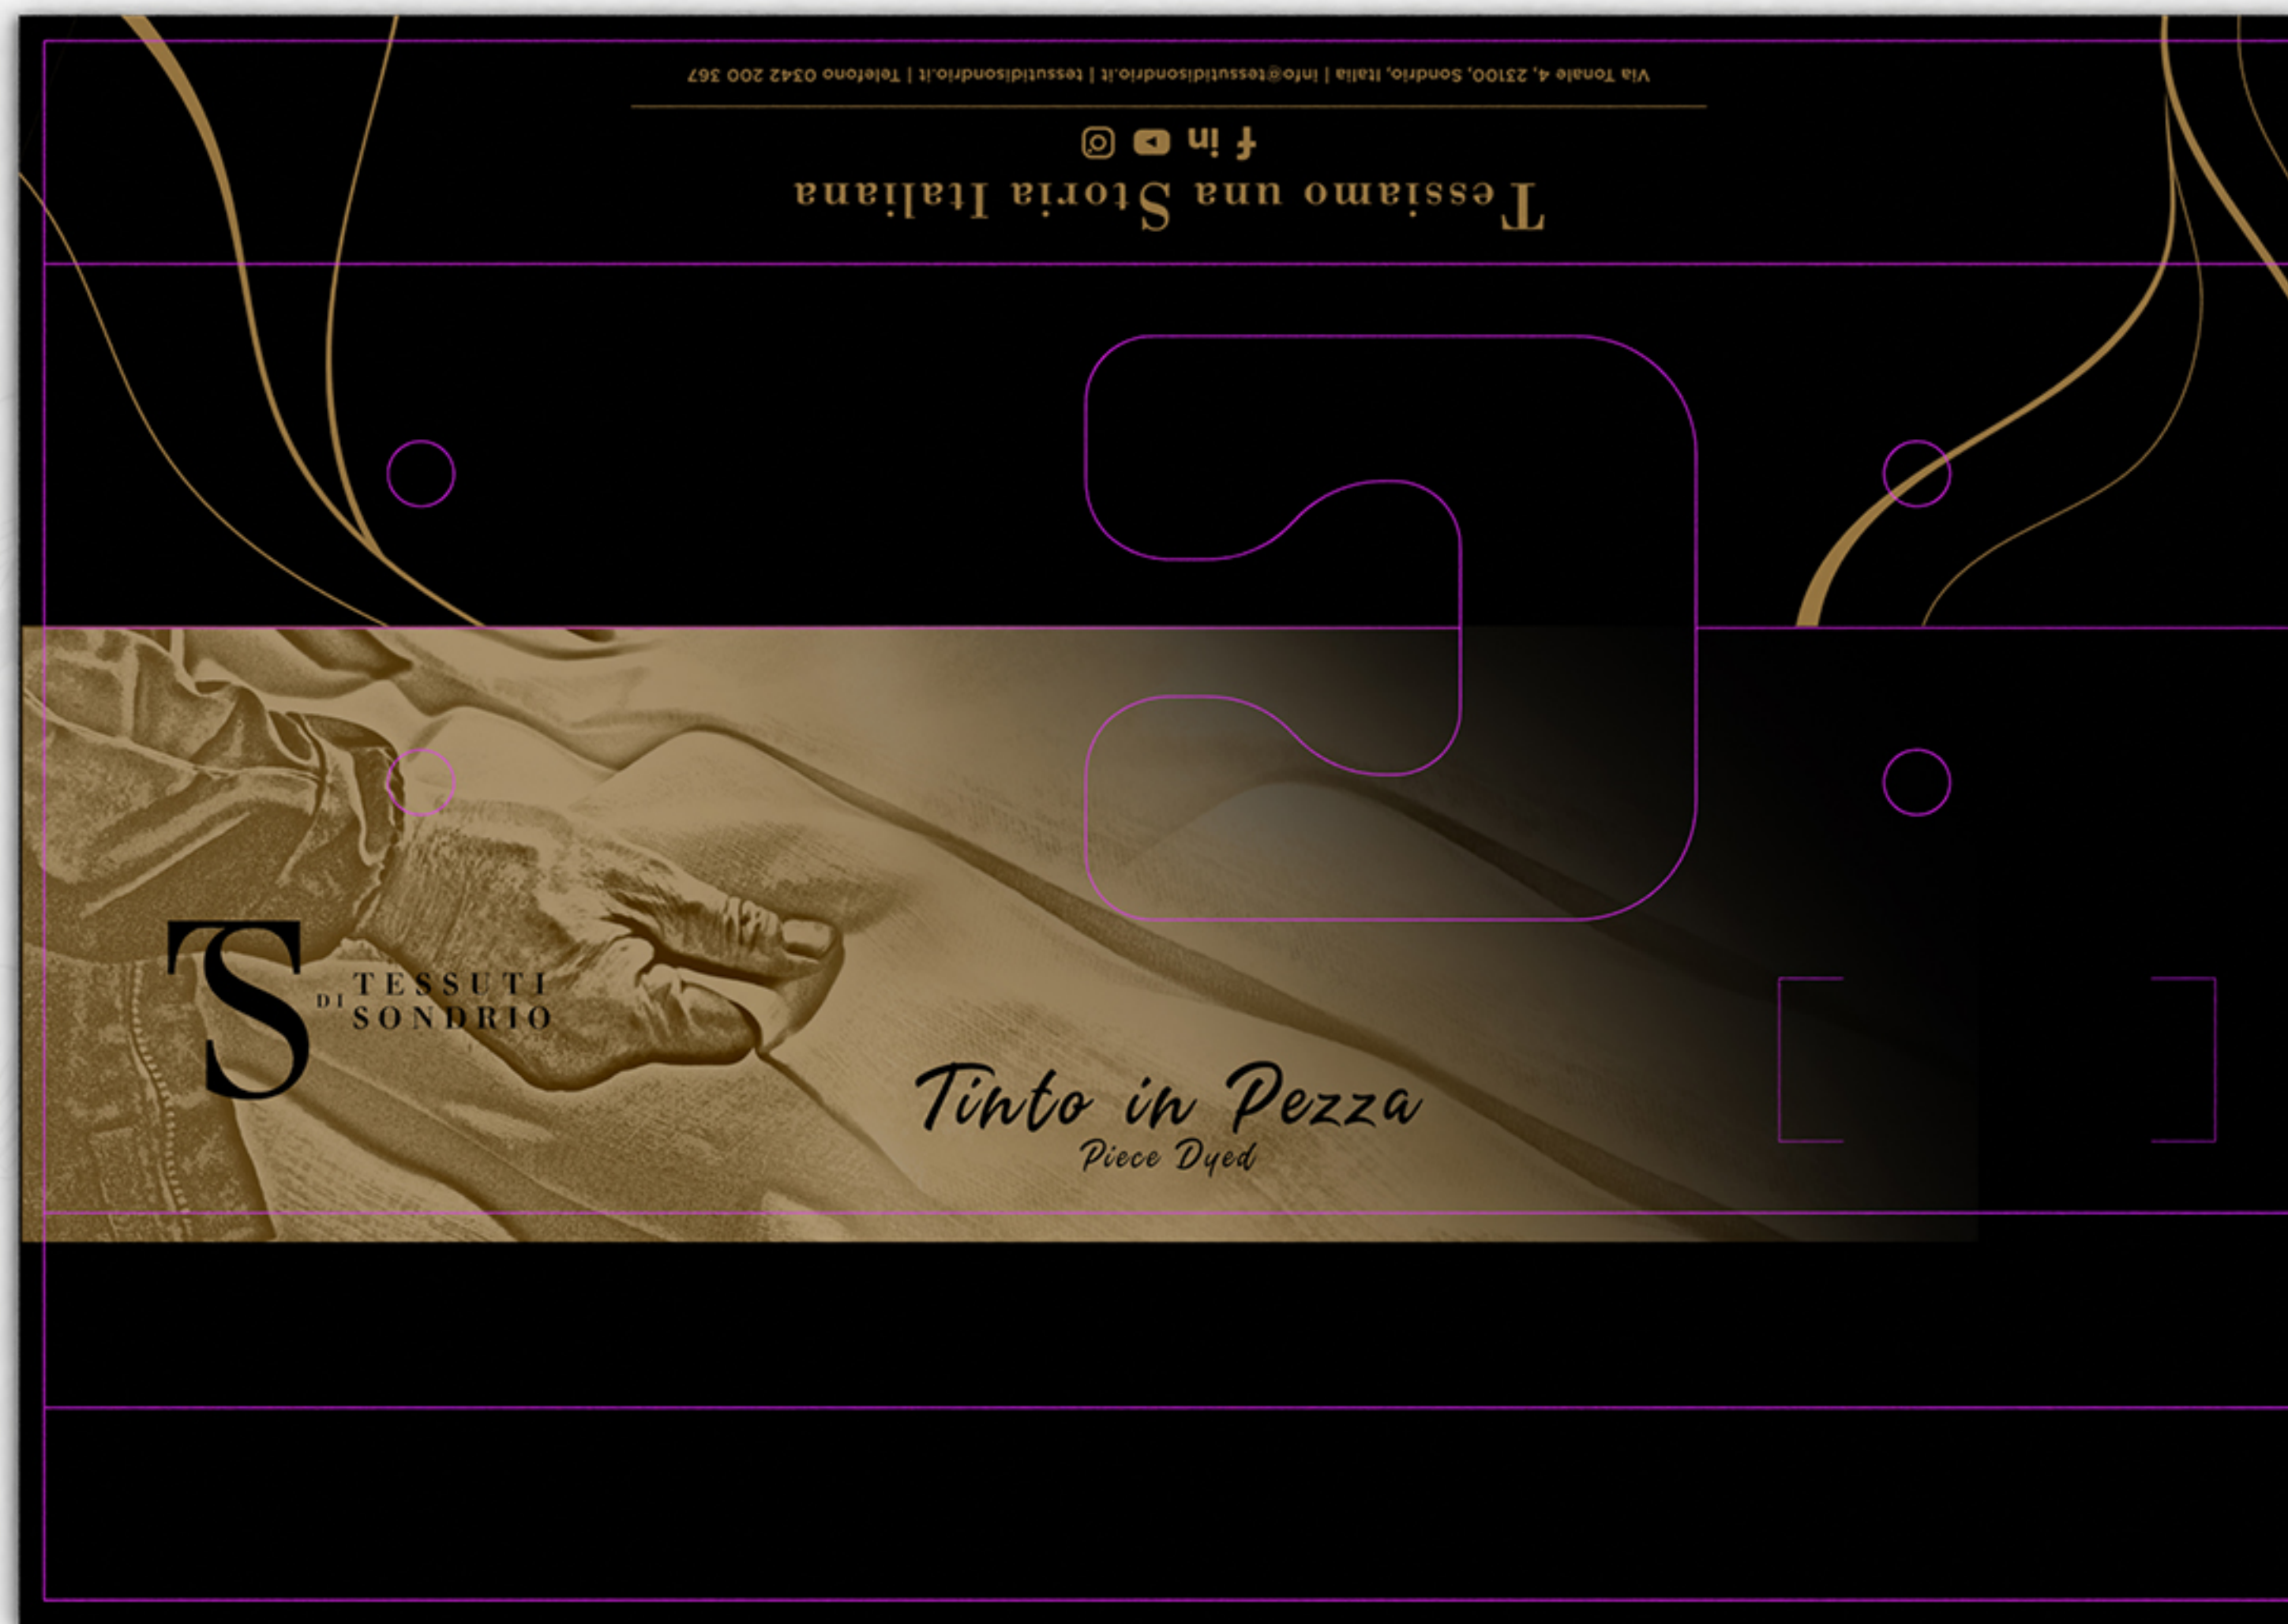 Via Tonale 4, 23100, Sondrio, Italia | info@tessutidisondrio.it | tessutidisondrio.it | Telefono 0342 200 367
f in
Tessiamo una Storia Italiana
TS
TESSUTI
DI
SONDRIO
Tinto in Pezza
Piece Dyed